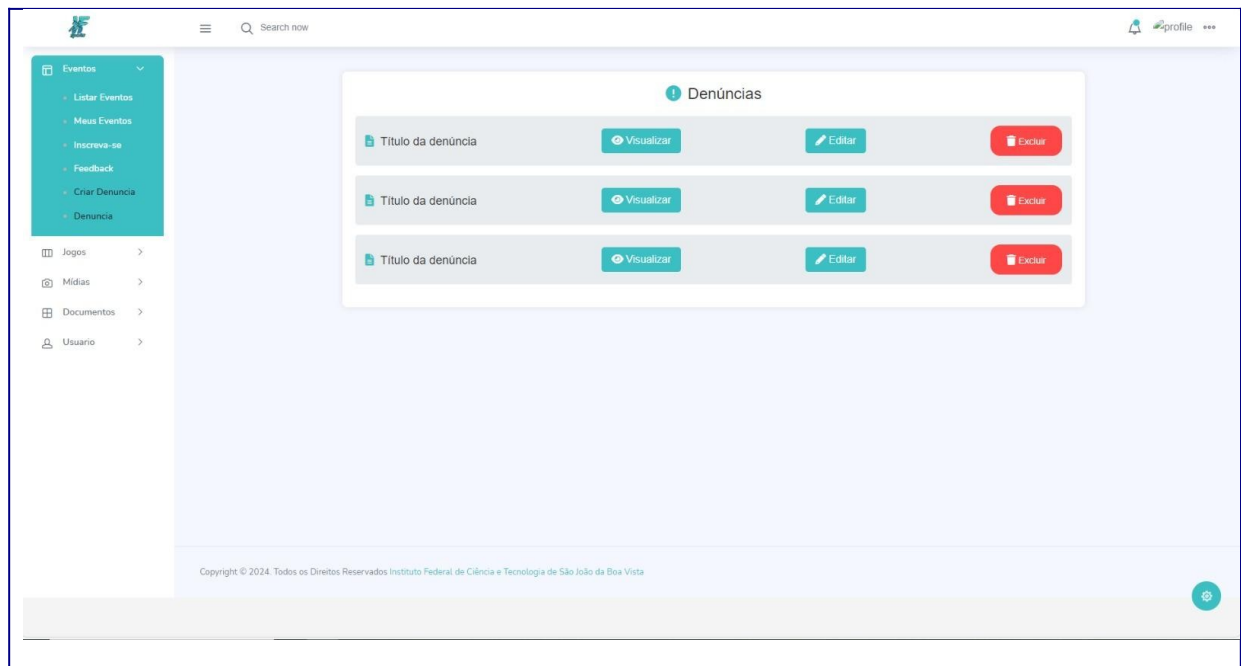 Search now
profile
Eventos
Listar Eventos
Meus Eventos
Inscreva-se
Feedback
Criar Denuncia
Denuncia
Jogos
Mídias
Documentos
Usuario
Denúncias
Título da denúncia Visualizar Editar Excluir
Título da denúncia Visualizar Editar Excluir
Título da denúncia Visualizar Editar Excluir
Copyright © 2024. Todos os Direitos Reservados Instituto Federal de Ciência e Tecnologia de São João da Boa Vista